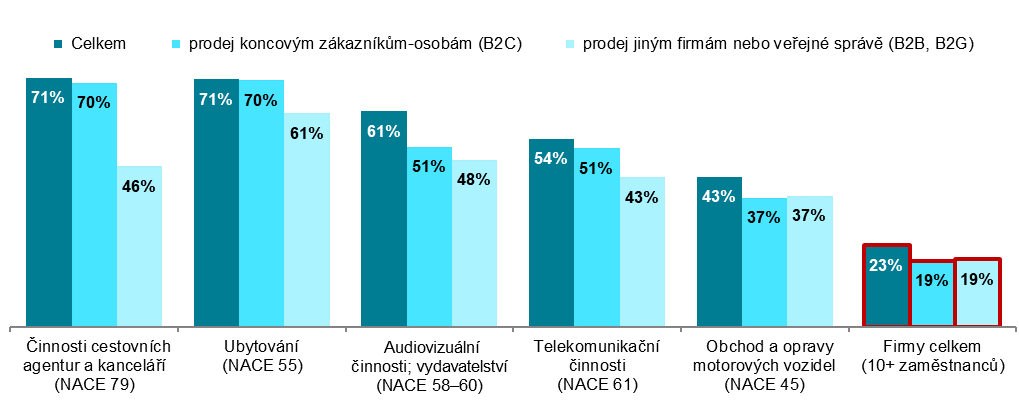 Celkem
prodej koncovým zákazníkům-osobám (B2C)
prodej jiným firmám nebo veřejné správě (B2B, B2G)
71%
70%
46%
71%
70%
61%
61%
51%
48%
54%
51%
43%
43%
37%
37%
23%
19%
19%
Činnosti cestovních
agentur a kanceláří
(NACE 79)
Ubytování
(NACE 55)
Audiovizuální
činnosti; vydavatelství
(NACE 58–60)
Telekomunikační
činnosti
(NACE 61)
Obchod a opravy
motorových vozidel
(NACE 45)
Firmy celkem
(10+ zaměstnanců)